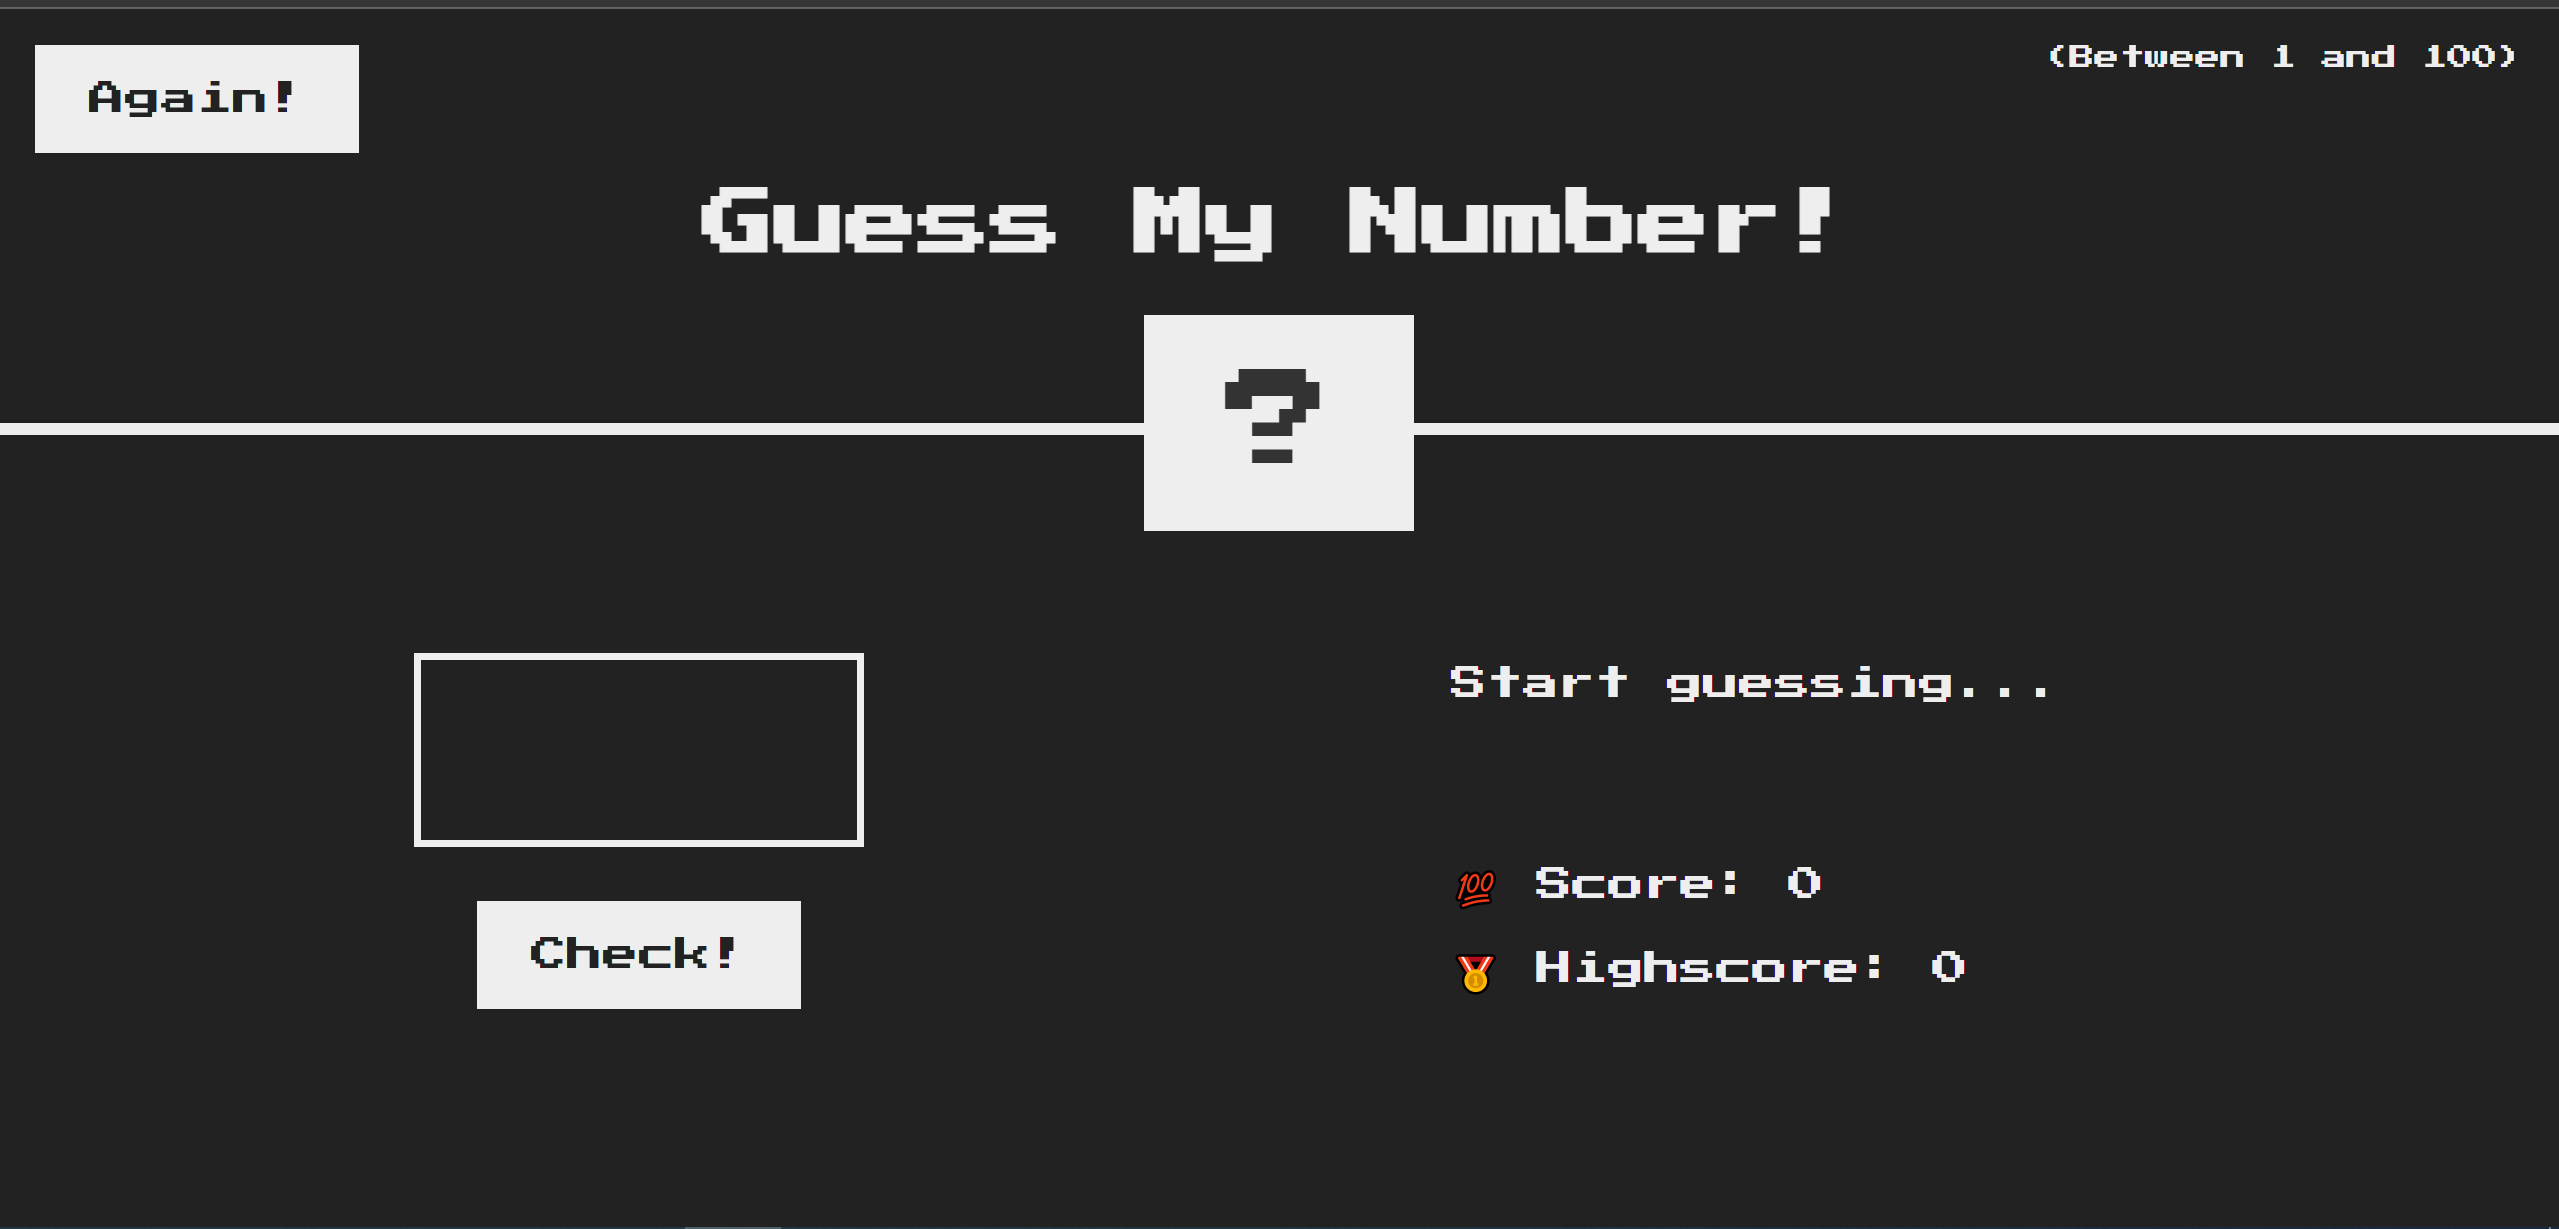 Again!
(Between 1 and 100)
Guess My Number!
?
Start guessing...
💯 Score: 0
🥇 Highscore: 0
Check!